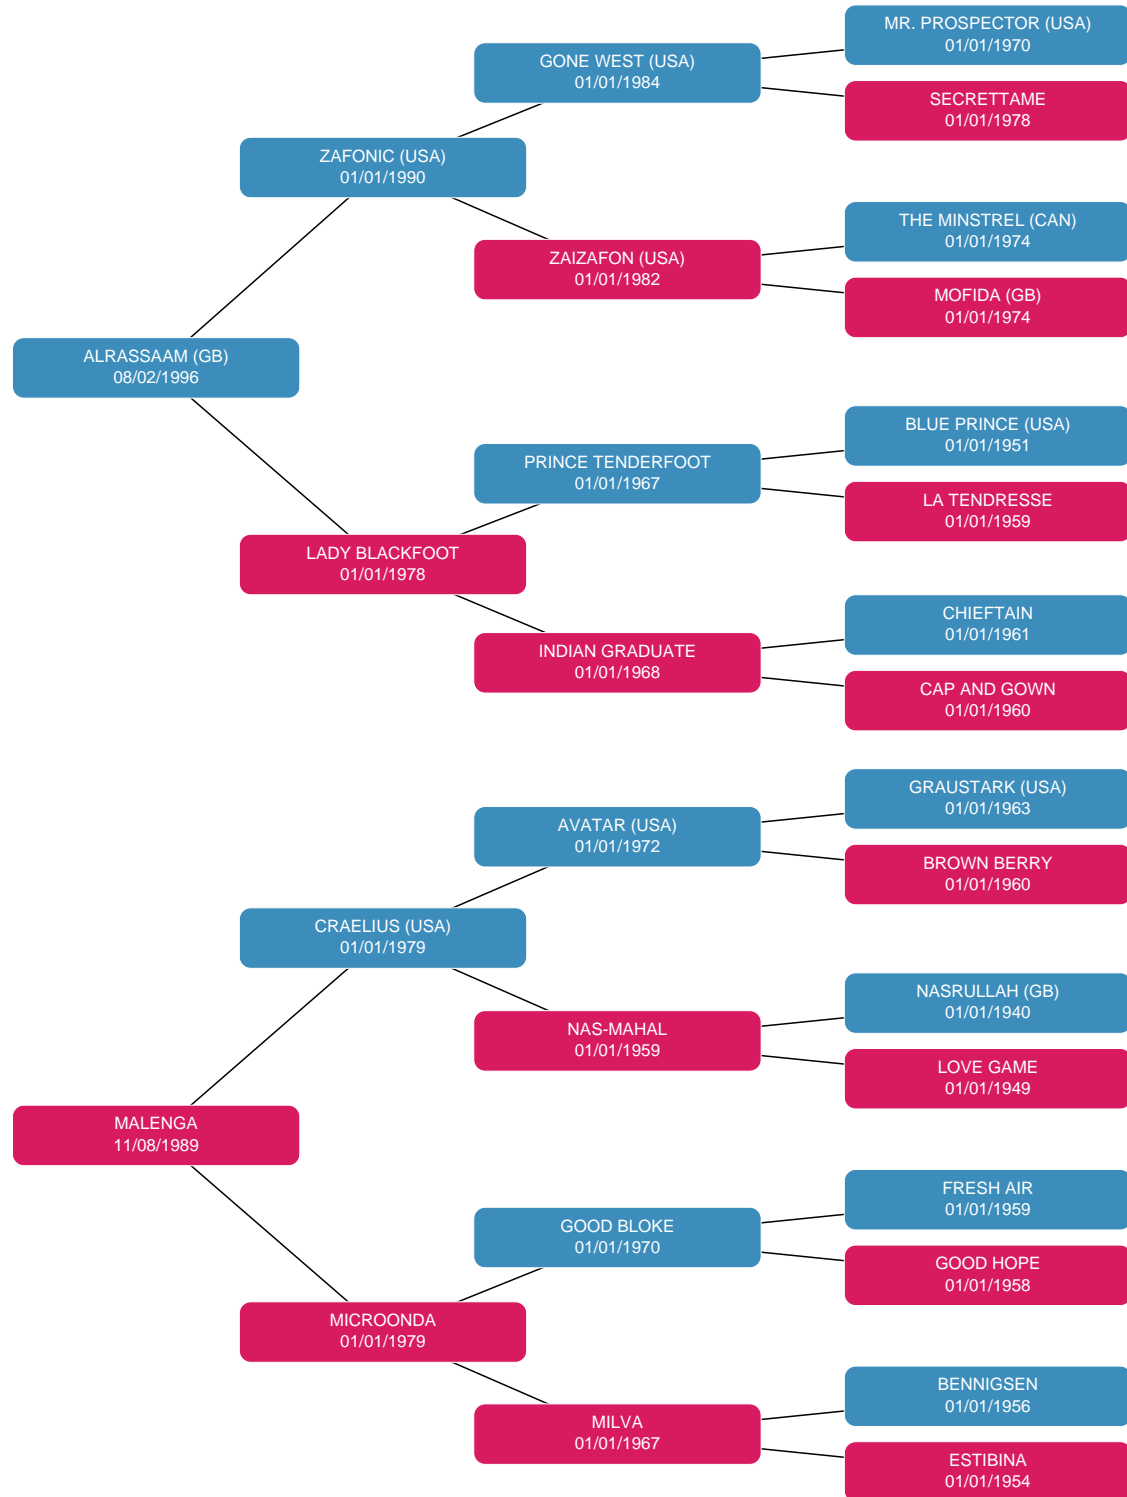 MR. PROSPECTOR (USA)
01/01/1970
GONE WEST (USA)
01/01/1984
SECRETTAME
01/01/1978
ZAFONIC (USA)
01/01/1990
THE MINSTREL (CAN)
01/01/1974
ZAIZAFON (USA)
01/01/1982
MOFIDA (GB)
01/01/1974
ALRASSAAM (GB)
08/02/1996
BLUE PRINCE (USA)
01/01/1951
PRINCE TENDERFOOT
01/01/1967
LA TENDRESSE
01/01/1959
LADY BLACKFOOT
01/01/1978
CHIEFTAIN
01/01/1961
INDIAN GRADUATE
01/01/1968
CAP AND GOWN
01/01/1960
GRAUSTARK (USA)
01/01/1963
AVATAR (USA)
01/01/1972
BROWN BERRY
01/01/1960
CRAELIUS (USA)
01/01/1979
NASRULLAH (GB)
01/01/1940
NAS-MAHAL
01/01/1959
LOVE GAME
01/01/1949
MALENGA
11/08/1989
FRESH AIR
01/01/1959
GOOD BLOKE
01/01/1970
GOOD HOPE
01/01/1958
MICROONDA
01/01/1979
BENNIGSEN
01/01/1956
MILVA
01/01/1967
ESTIBINA
01/01/1954